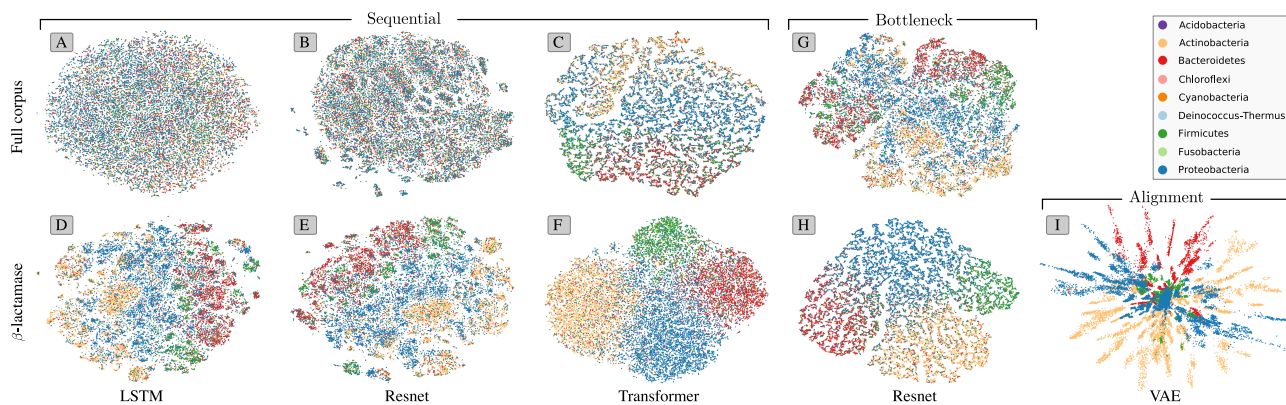 Sequential
Bottleneck
A
B
C
G
Acidobacteria
Actinobacteria
Bacteroidetes
Chloroflexi
Cyanobacteria
Deinococcus-Thermus
Firmicutes
Fusobacteria
Proteobacteria
Full corpus
Alignment
D
E
F
H
I
β-lactamase
LSTM
Resnet
Transformer
Resnet
VAE